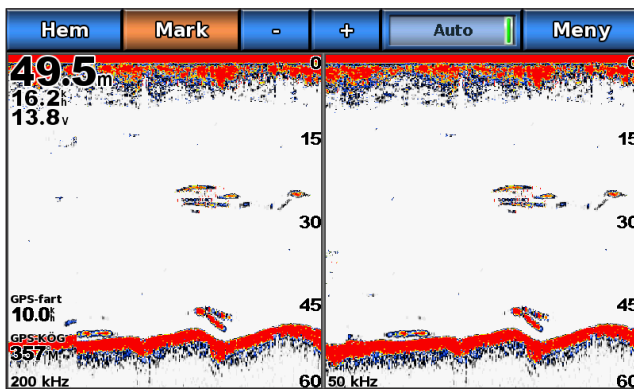 Hem Mark - + Auto Meny
49.5m
16.2
13.8V
0 0
15 15
30 30
GPS-fart
10.0
45 45
GPS-KÖG
357°M
200 kHz 60 50 kHz 60